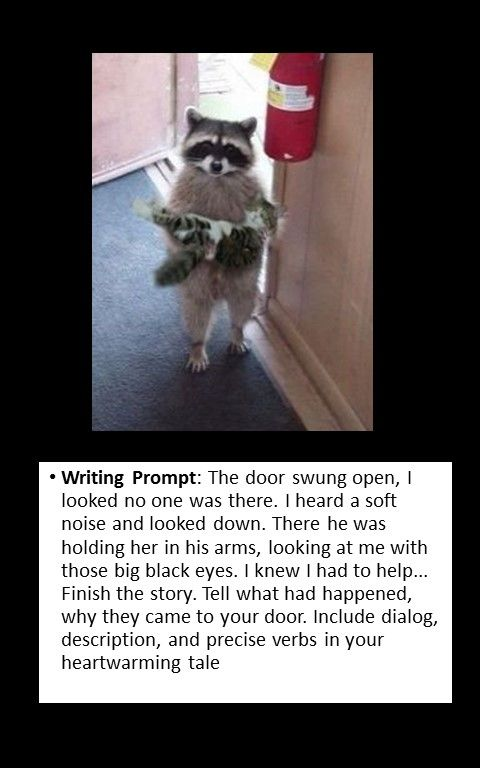 • Writing Prompt: The door swung open, I
looked no one was there. I heard a soft
noise and looked down. There he was
holding her in his arms, looking at me with
those big black eyes. I knew I had to help...
Finish the story. Tell what had happened,
why they came to your door. Include dialog,
description, and precise verbs in your
heartwarming tale